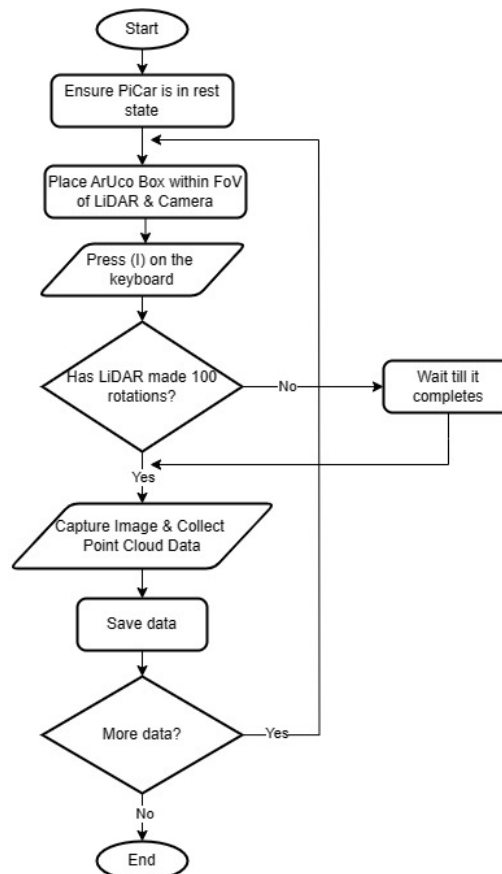 Start
Ensure PiCar is in rest
state
Place ArUco Box within FoV
of LiDAR & Camera
Press (I) on the
keyboard
Has LiDAR made 100
rotations?
No
Wait till it
completes
Yes
Capture Image & Collect
Point Cloud Data
Save data
More data?
Yes
No
End